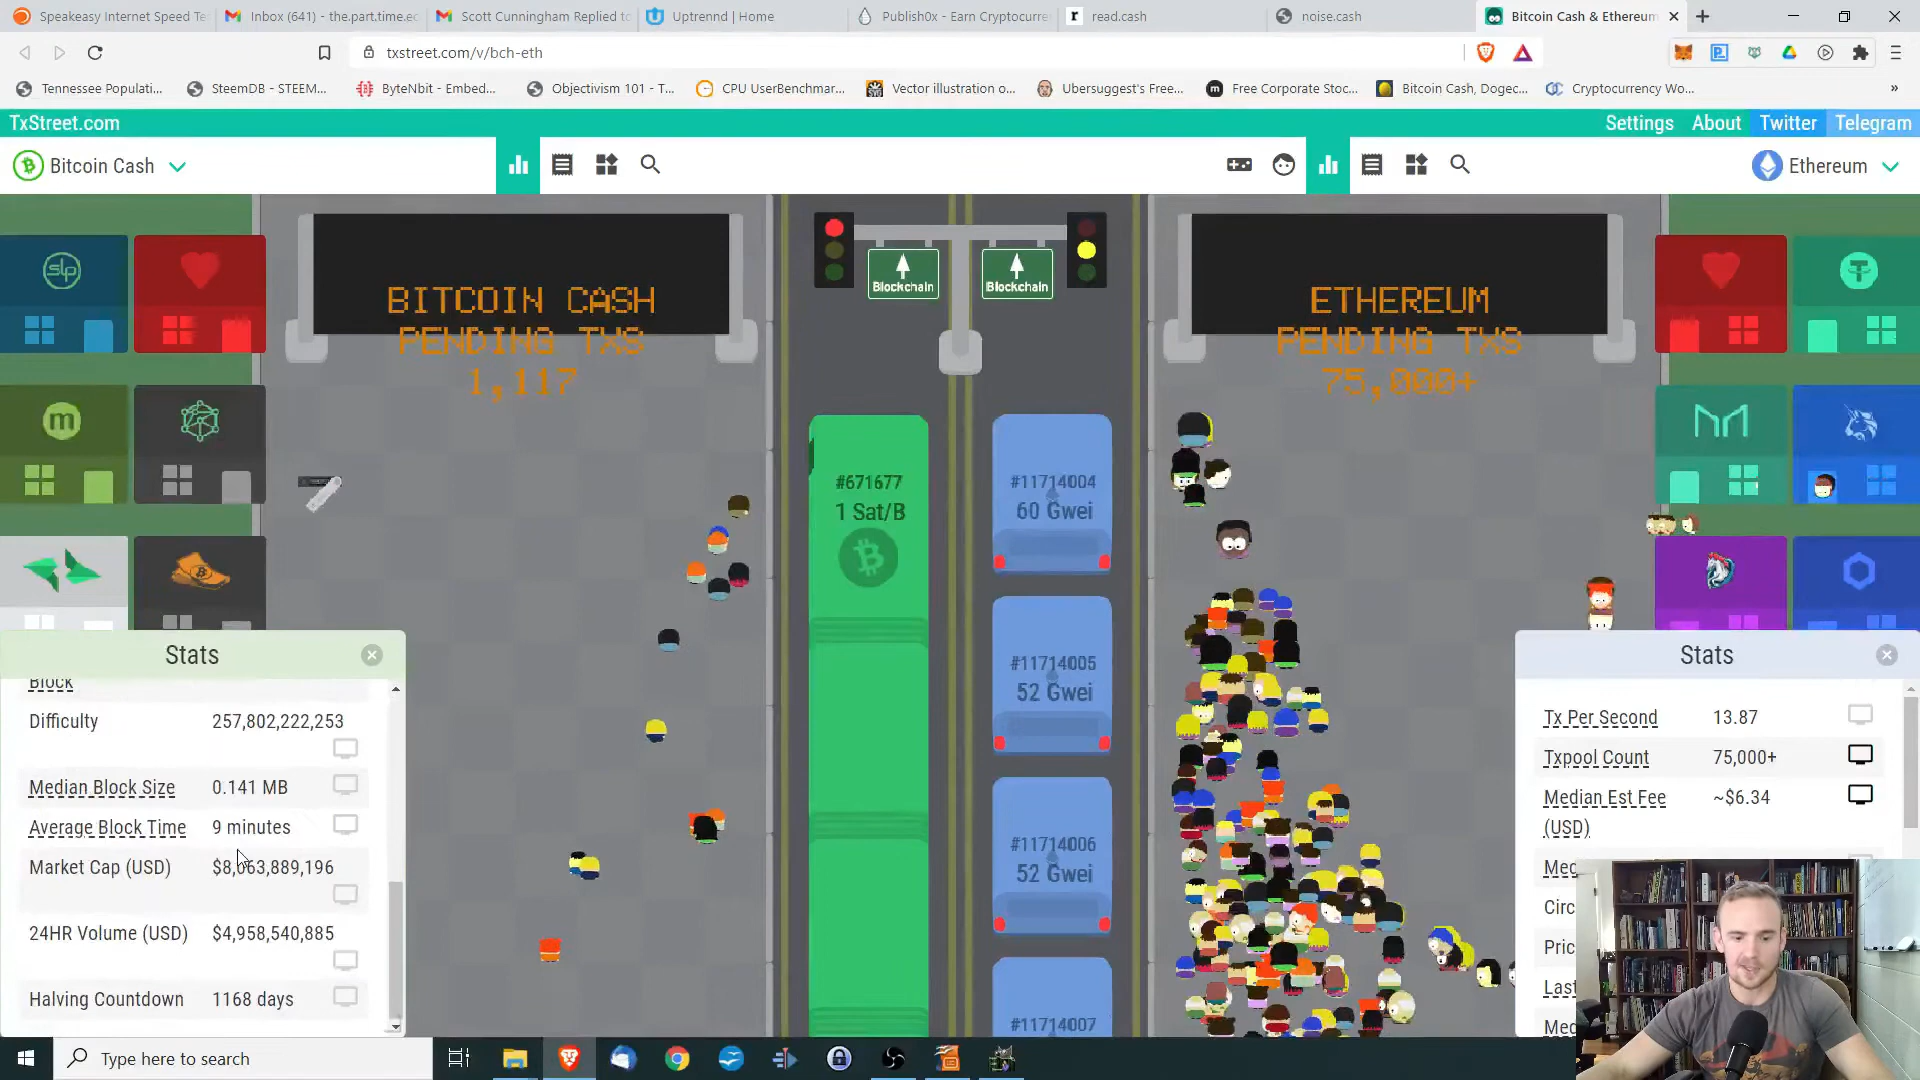 Speakeasy Internet Speed Te
Inbox (641) - the.part.time.ec
Scott Cunningham Replied to
Uptrennd | Home
Publish0x - Earn Cryptocurre
read.cash
noise.cash
Bitcoin Cash & Ethereum
txstreet.com/v/bch-eth
Tennessee Populati...
SteemDB - STEEM...
ByteNbit - Embed...
Objectivism 101 - T...
CPU UserBenchmar...
Vector illustration o...
Ubersuggest's Free...
Free Corporate Stoc...
Bitcoin Cash, Dogec...
Cryptocurrency Wo...
TxStreet.com
Settings
About
Twitter
Telegram
Bitcoin Cash
Ethereum
slp
BITCOIN CASH
PENDING TXS
1,117
Blockchain
Blockchain
ETHEREUM
PENDING TXS
75,000+
#671677
1 Sat/B
#11714004
60 Gwei
#11714005
52 Gwei
#11714006
52 Gwei
#11714007
Stats
Block
Difficulty 257,802,222,253
Median Block Size 0.141 MB
Average Block Time 9 minutes
Market Cap (USD) $8,063,889,196
24HR Volume (USD) $4,958,540,885
Halving Countdown 1168 days
Stats
Tx Per Second 13.87
Txpool Count 75,000+
Median Est Fee ~$6.34
(USD)
Med
Circ
Pric
Last
Med
Type here to search